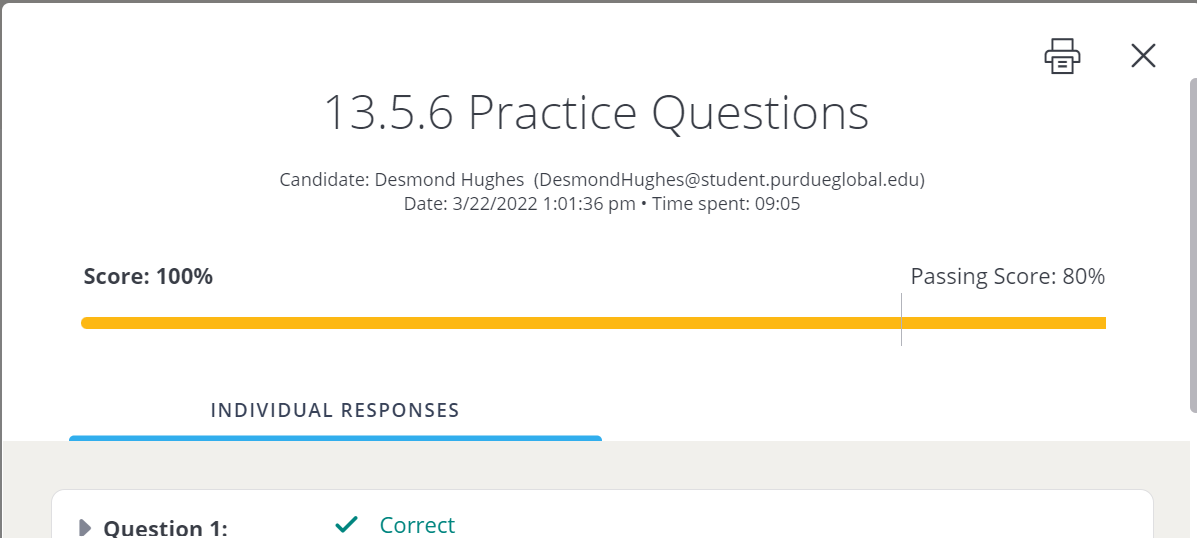 13.5.6 Practice Questions
Candidate: Desmond Hughes  (DesmondHughes@student.purdueglobal.edu)
Date: 3/22/2022 1:01:36 pm • Time spent: 09:05
Score: 100%
Passing Score: 80%
INDIVIDUAL RESPONSES
Question 1:
Correct